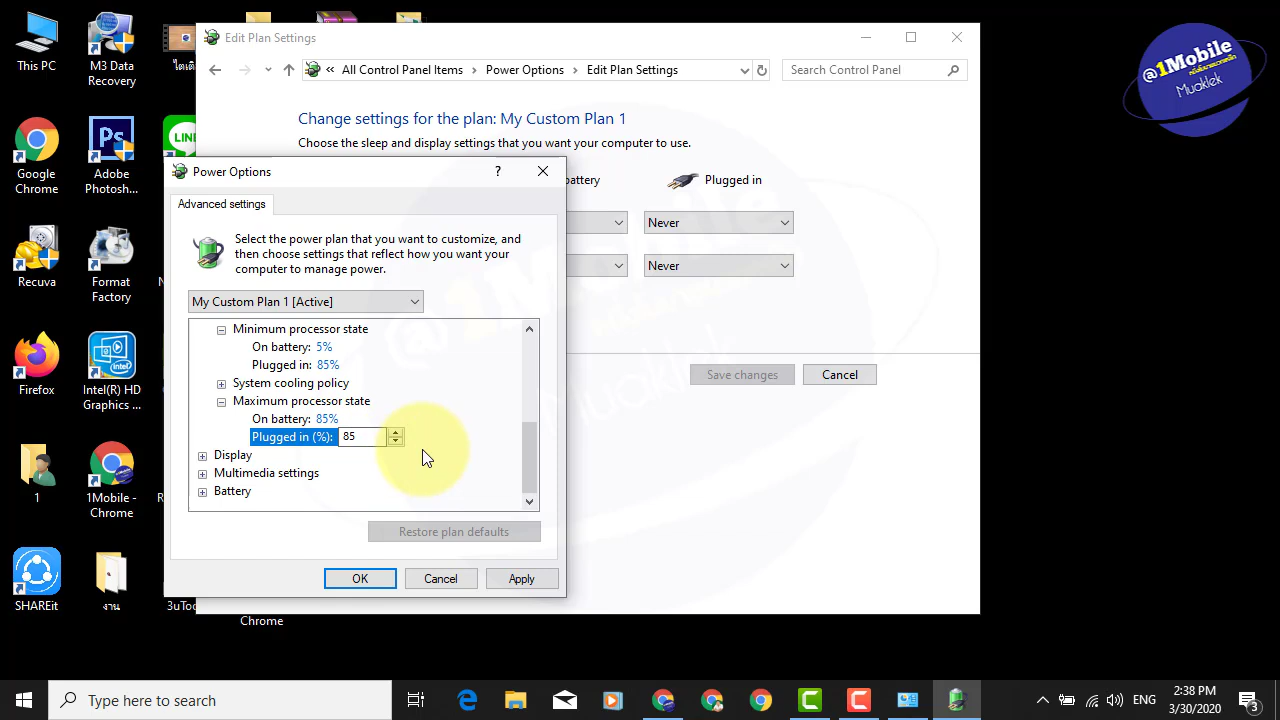 This PC
M3 Data
Recovery
Google
Chrome
Adobe
Photosh...
LINE
Recuva
Format
Factory
Firefox
Intel(R) HD
Graphics ...
1
1Mobile -
Chrome
SHAREit
งาน
3uToo
Chrome
Edit Plan Settings
All Control Panel Items
Power Options
Edit Plan Settings
Search Control Panel
Change settings for the plan: My Custom Plan 1
Choose the sleep and display settings that you want your computer to use.
battery
Plugged in
Never
Never
Save changes
Cancel
Power Options
?
Advanced settings
Select the power plan that you want to customize, and
then choose settings that reflect how you want your
computer to manage power.
My Custom Plan 1 [Active]
Minimum processor state
On battery: 5%
Plugged in: 85%
System cooling policy
Maximum processor state
On battery: 85%
Plugged in (%): 85
Display
Multimedia settings
Battery
Restore plan defaults
OK
Cancel
Apply
@1Mobile
Muaklek
@1Mobile
Muaklek
Type here to search
ENG
2:38 PM
3/30/2020
3